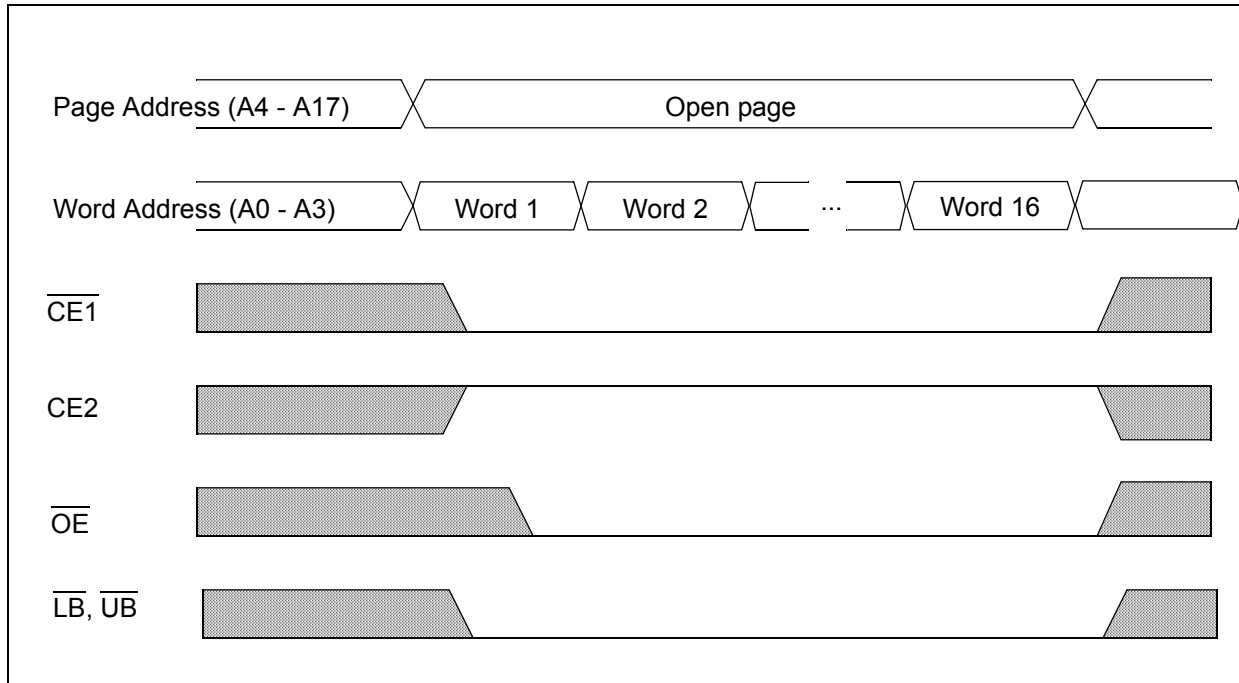 Page Address (A4 - A17) Open page
Word Address (A0 - A3) Word 1 Word 2 ... Word 16
CE1
CE2
OE
LB, UB